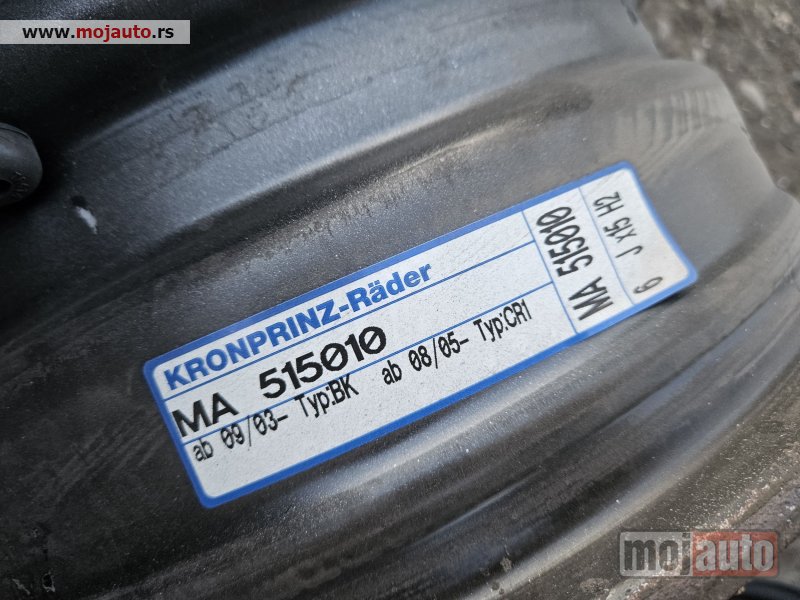 www.mojauto.rs
KRONPRINZ-Räder
MA 515010
ab 09/03- Typ:BK ab 08/05- Typ:CR1
MA 515010
6 J x15 H2
mojauto